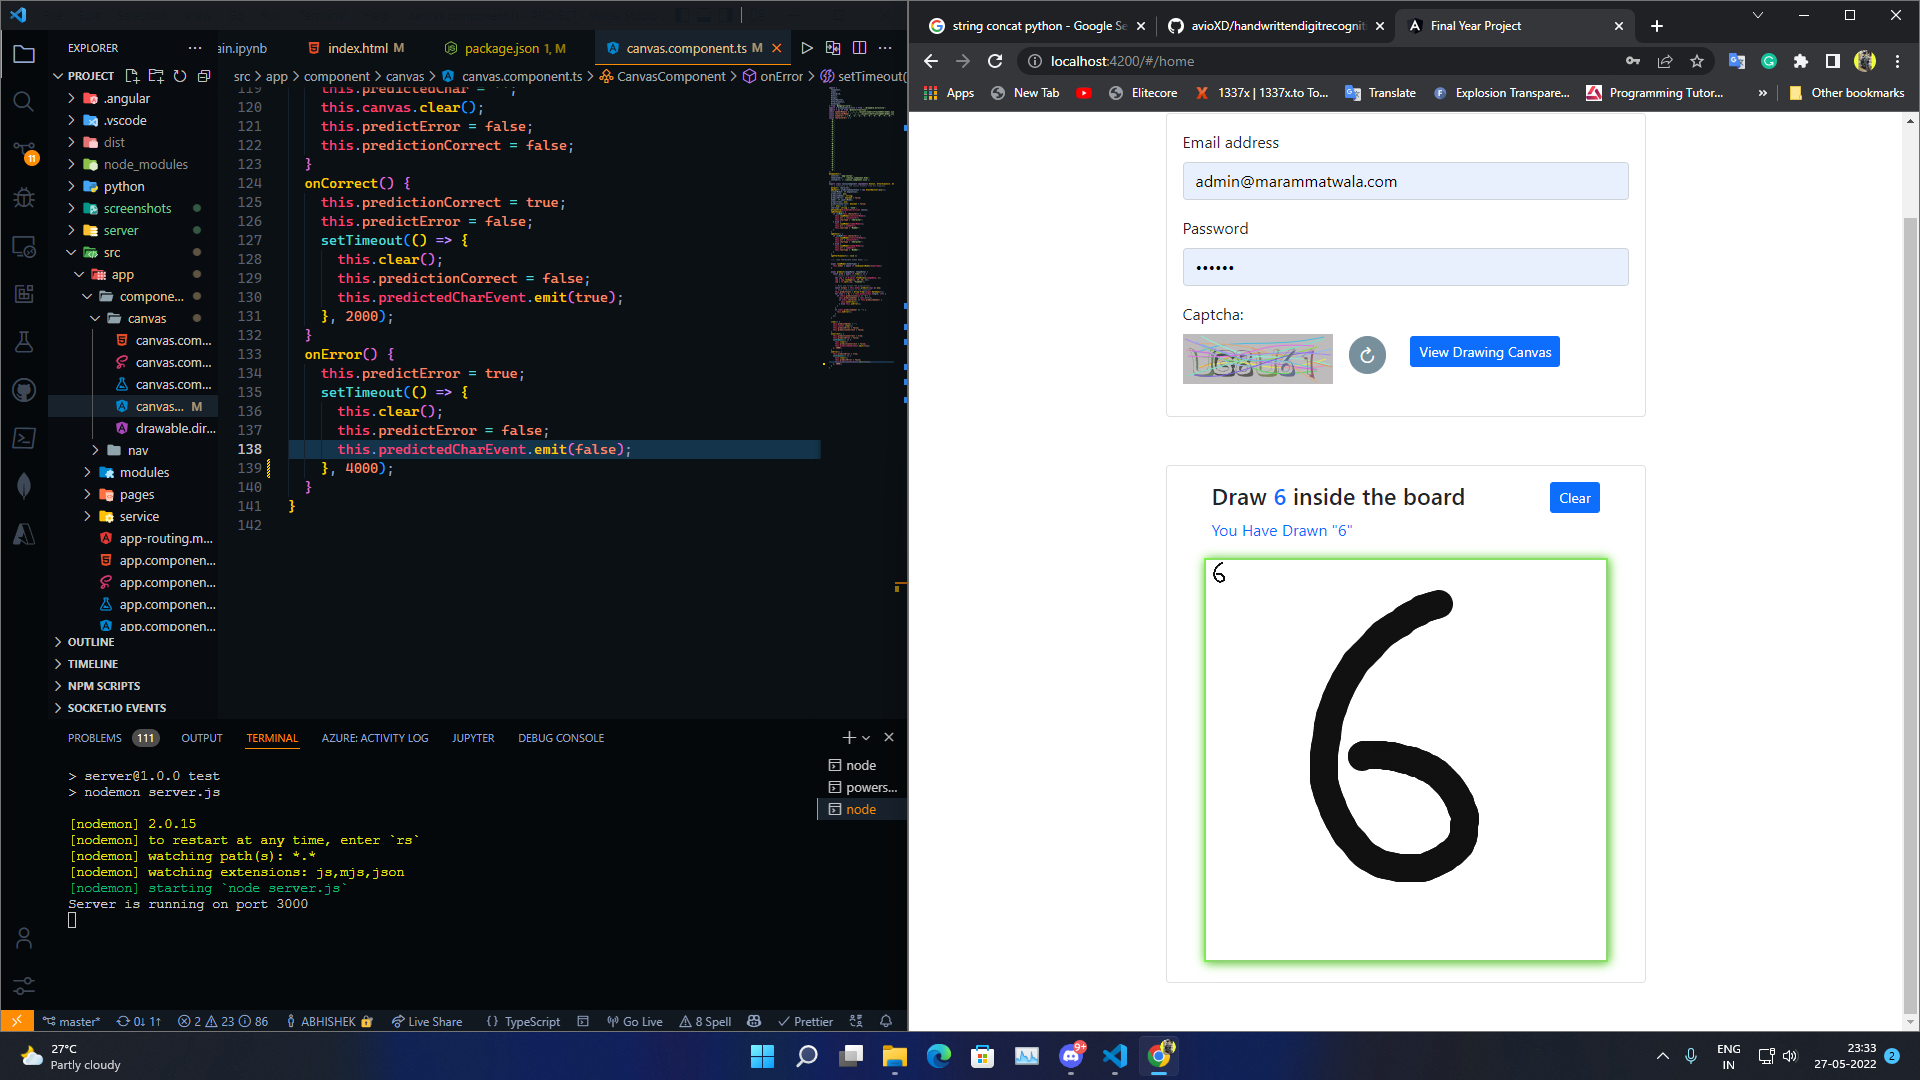 EXPLORER
PROJECT
.angular
.vscode
dist
node_modules
python
screenshots
server
src
app
compone...
canvas
canvas.com...
canvas.com...
canvas.com...
canvas... M
drawable.dir...
nav
modules
pages
service
app-routing.m...
app.componen...
app.componen...
app.componen...
app.componen...
OUTLINE
TIMELINE
NPM SCRIPTS
SOCKET.IO EVENTS
11
ain.ipynb
index.html M
package.json 1, M
canvas.component.ts M
src > app > component > canvas > canvas.component.ts > CanvasComponent > onError > setTimeout(
119 this.predictedChar = '';
120 this.canvas.clear();
121 this.predictError = false;
122 this.predictionCorrect = false;
123 }
124 onCorrect() {
125 this.predictionCorrect = true;
126 this.predictError = false;
127 setTimeout(() => {
128 this.clear();
129 this.predictionCorrect = false;
130 this.predictedCharEvent.emit(true);
131 }, 2000);
132 }
133 onError() {
134 this.predictError = true;
135 setTimeout(() => {
136 this.clear();
137 this.predictError = false;
138 this.predictedCharEvent.emit(false);
139 }, 4000);
140 }
141 }
142
PROBLEMS 111 OUTPUT TERMINAL AZURE: ACTIVITY LOG JUPYTER DEBUG CONSOLE
> server@1.0.0 test
> nodemon server.js
[nodemon] 2.0.15
[nodemon] to restart at any time, enter `rs`
[nodemon] watching path(s): *.*
[nodemon] watching extensions: js,mjs,json
[nodemon] starting `node server.js`
Server is running on port 3000
node
powers...
node
master* 0↓ 1↑ 2 23 86 ABHISHEK Live Share {} TypeScript Go Live 8 Spell Prettier
string concat python - Google Se
avioXD/handwrittendigitrecognit
Final Year Project
localhost:4200/#/home
Apps New Tab Elitecore 1337x | 1337x.to To... Translate Explosion Transpare... Programming Tutor... » Other bookmarks
Email address
admin@marammatwala.com
Password
••••••
Captcha:
View Drawing Canvas
Draw 6 inside the board
Clear
You Have Drawn "6"
6
6
27°C
Partly cloudy
9+
ENG
IN
23:33
27-05-2022
2